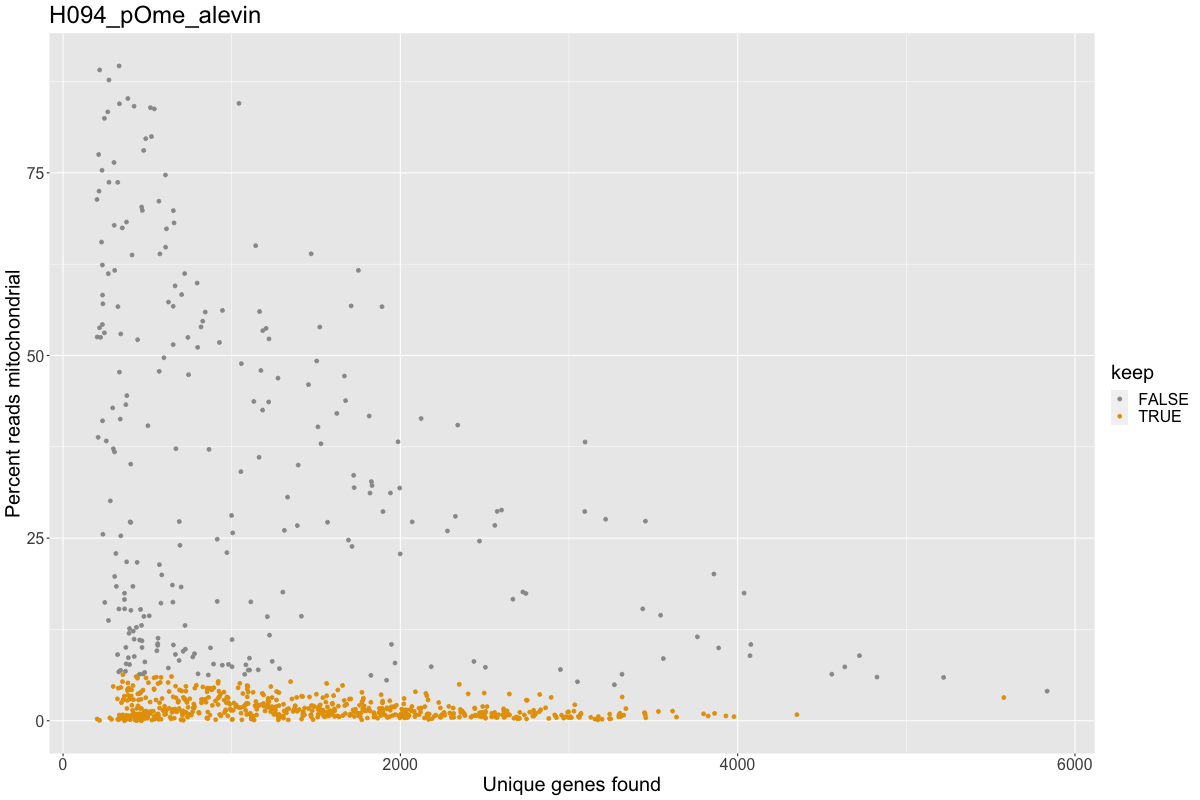 H094_pOme_alevin
Percent reads mitochondrial
75
50
25
0
0
2000
4000
6000
Unique genes found
keep
FALSE
TRUE